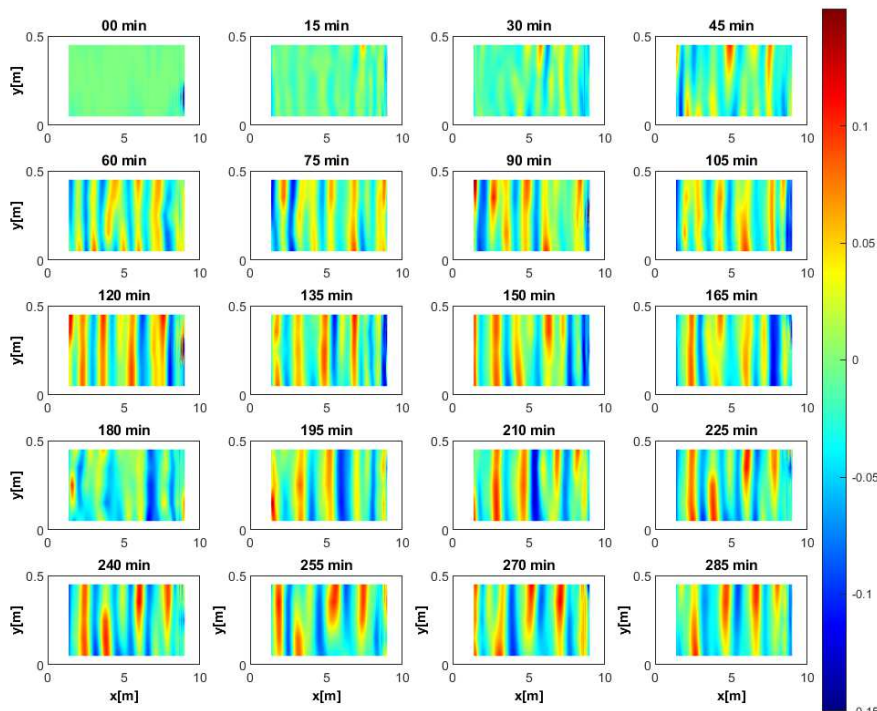 00 min 15 min 30 min 45 min
0.5 0.5 0.5 0.5
y[m]
0 0 0 0
0 5 10 0 5 10 0 5 10 0 5 10
0.1
60 min 75 min 90 min 105 min
0.5 0.5 0.5 0.5
y[m]
0 0 0 0
0 5 10 0 5 10 0 5 10 0 5 10
0.05
120 min 135 min 150 min 165 min
0.5 0.5 0.5 0.5
0
0 0 0 0
0 5 10 0 5 10 0 5 10 0 5 10
180 min 195 min 210 min 225 min
0.5 0.5 0.5 0.5
y[m]
-0.05
0 0 0 0
0 5 10 0 5 10 0 5 10 0 5 10
240 min 255 min 270 min 285 min
0.5 0.5 0.5 0.5
-0.1
y[m] y[m] y[m]
0 0 0 0
0 5 10 0 5 10 0 5 10 0 5 10
x[m] x[m] x[m] x[m]
-0.15